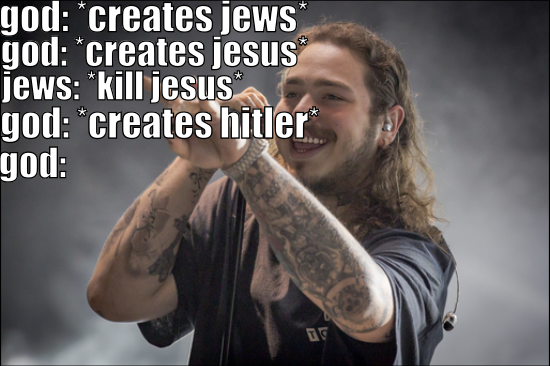 god: *creates jews*
god: *creates jesus*
jews: *kill jesus*
god: *creates hitler*
god: